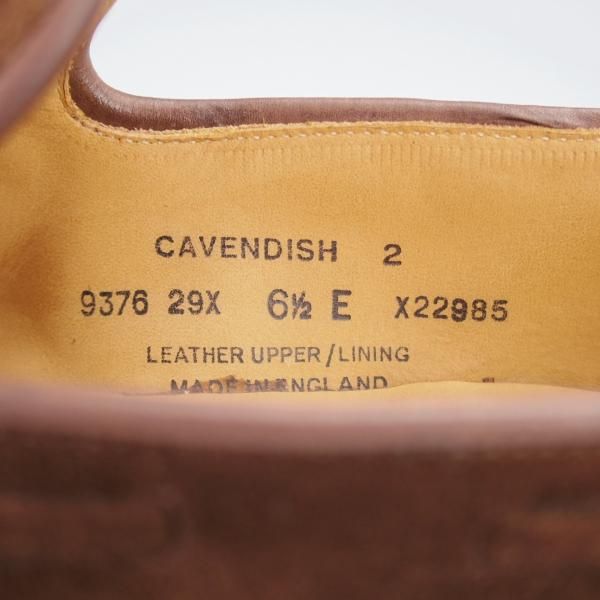 CAVENDISH 2
9376 29X 6½ E X22985
LEATHER UPPER/LINING
MADE IN ENGLAND